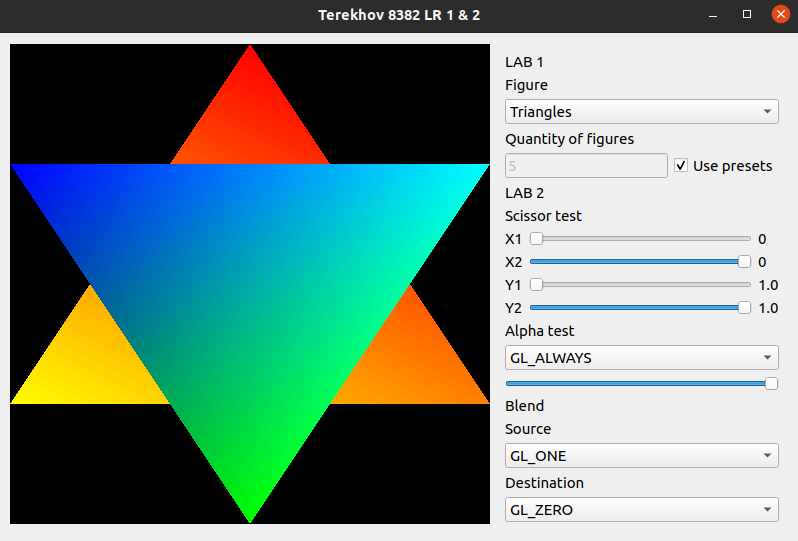 Terekhov 8382 LR 1 & 2
LAB 1
Figure
Triangles
Quantity of figures
5
Use presets
LAB 2
Scissor test
X1 0
X2 0
Y1 1.0
Y2 1.0
Alpha test
GL_ALWAYS
Blend
Source
GL_ONE
Destination
GL_ZERO